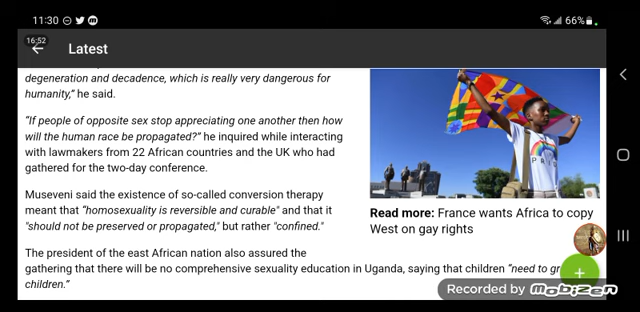 11:30
66%
16:52
Latest
degeneration and decadence, which is really very dangerous for
humanity," he said.
"If people of opposite sex stop appreciating one another then how
will the human race be propagated?" he inquired while interacting
with lawmakers from 22 African countries and the UK who had
gathered for the two-day conference.
Museveni said the existence of so-called conversion therapy
meant that "homosexuality is reversible and curable" and that it
"should not be preserved or propagated," but rather "confined."
The president of the east African nation also assured the
gathering that there will be no comprehensive sexuality education in Uganda, saying that children "need to gr
children."
PRIDE
Read more: France wants Africa to copy
West on gay rights
+
Recorded by Mobizen